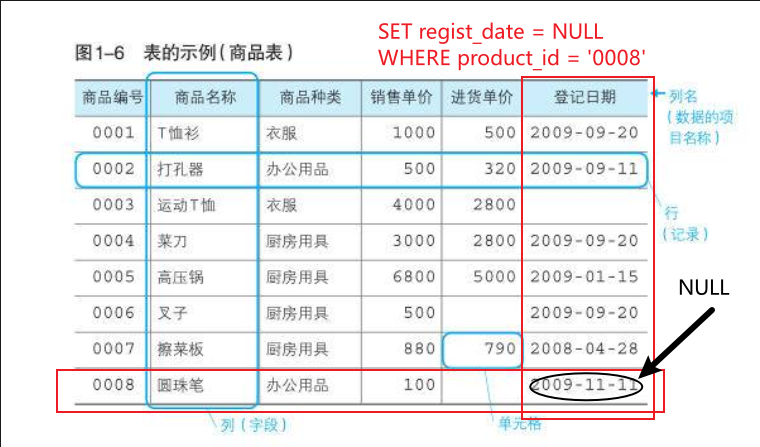 SET regist_date = NULL
WHERE product_id = '0008'
图1-6 表的示例(商品表)
商品编号 商品名称 商品种类 销售单价 进货单价 登记日期
0001 T恤衫 衣服 1000 500 2009-09-20
0002 打孔器 办公用品 500 320 2009-09-11
0003 运动T恤 衣服 4000 2800
0004 菜刀 厨房用具 3000 2800 2009-09-20
0005 高压锅 厨房用具 6800 5000 2009-01-15
0006 叉子 厨房用具 500 2009-09-20
0007 擦菜板 厨房用具 880 790 2008-04-28
0008 圆珠笔 办公用品 100 2009-11-11
列名
(数据的项
目名称)
行
(记录)
NULL
列(字段)
单元格